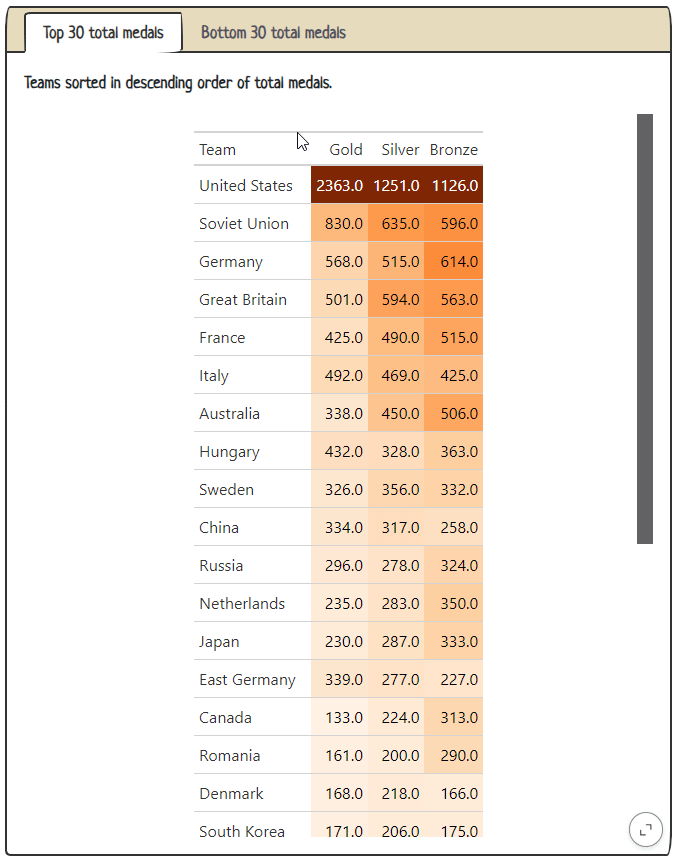 Top 30 total medals Bottom 30 total medals
Teams sorted in descending order of total medals.
Team Gold Silver Bronze
United States 2363.0 1251.0 1126.0
Soviet Union 830.0 635.0 596.0
Germany 568.0 515.0 614.0
Great Britain 501.0 594.0 563.0
France 425.0 490.0 515.0
Italy 492.0 469.0 425.0
Australia 338.0 450.0 506.0
Hungary 432.0 328.0 363.0
Sweden 326.0 356.0 332.0
China 334.0 317.0 258.0
Russia 296.0 278.0 324.0
Netherlands 235.0 283.0 350.0
Japan 230.0 287.0 333.0
East Germany 339.0 277.0 227.0
Canada 133.0 224.0 313.0
Romania 161.0 200.0 290.0
Denmark 168.0 218.0 166.0
South Korea 171.0 206.0 175.0